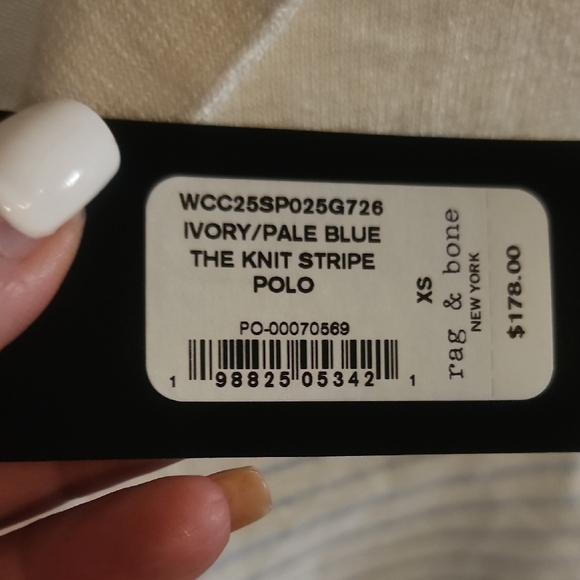 WCC25SP025G726
IVORY/PALE BLUE
THE KNIT STRIPE
POLO
PO-00070569
1 98825 05342 1
XS
rag & bone
NEW YORK
$178.00